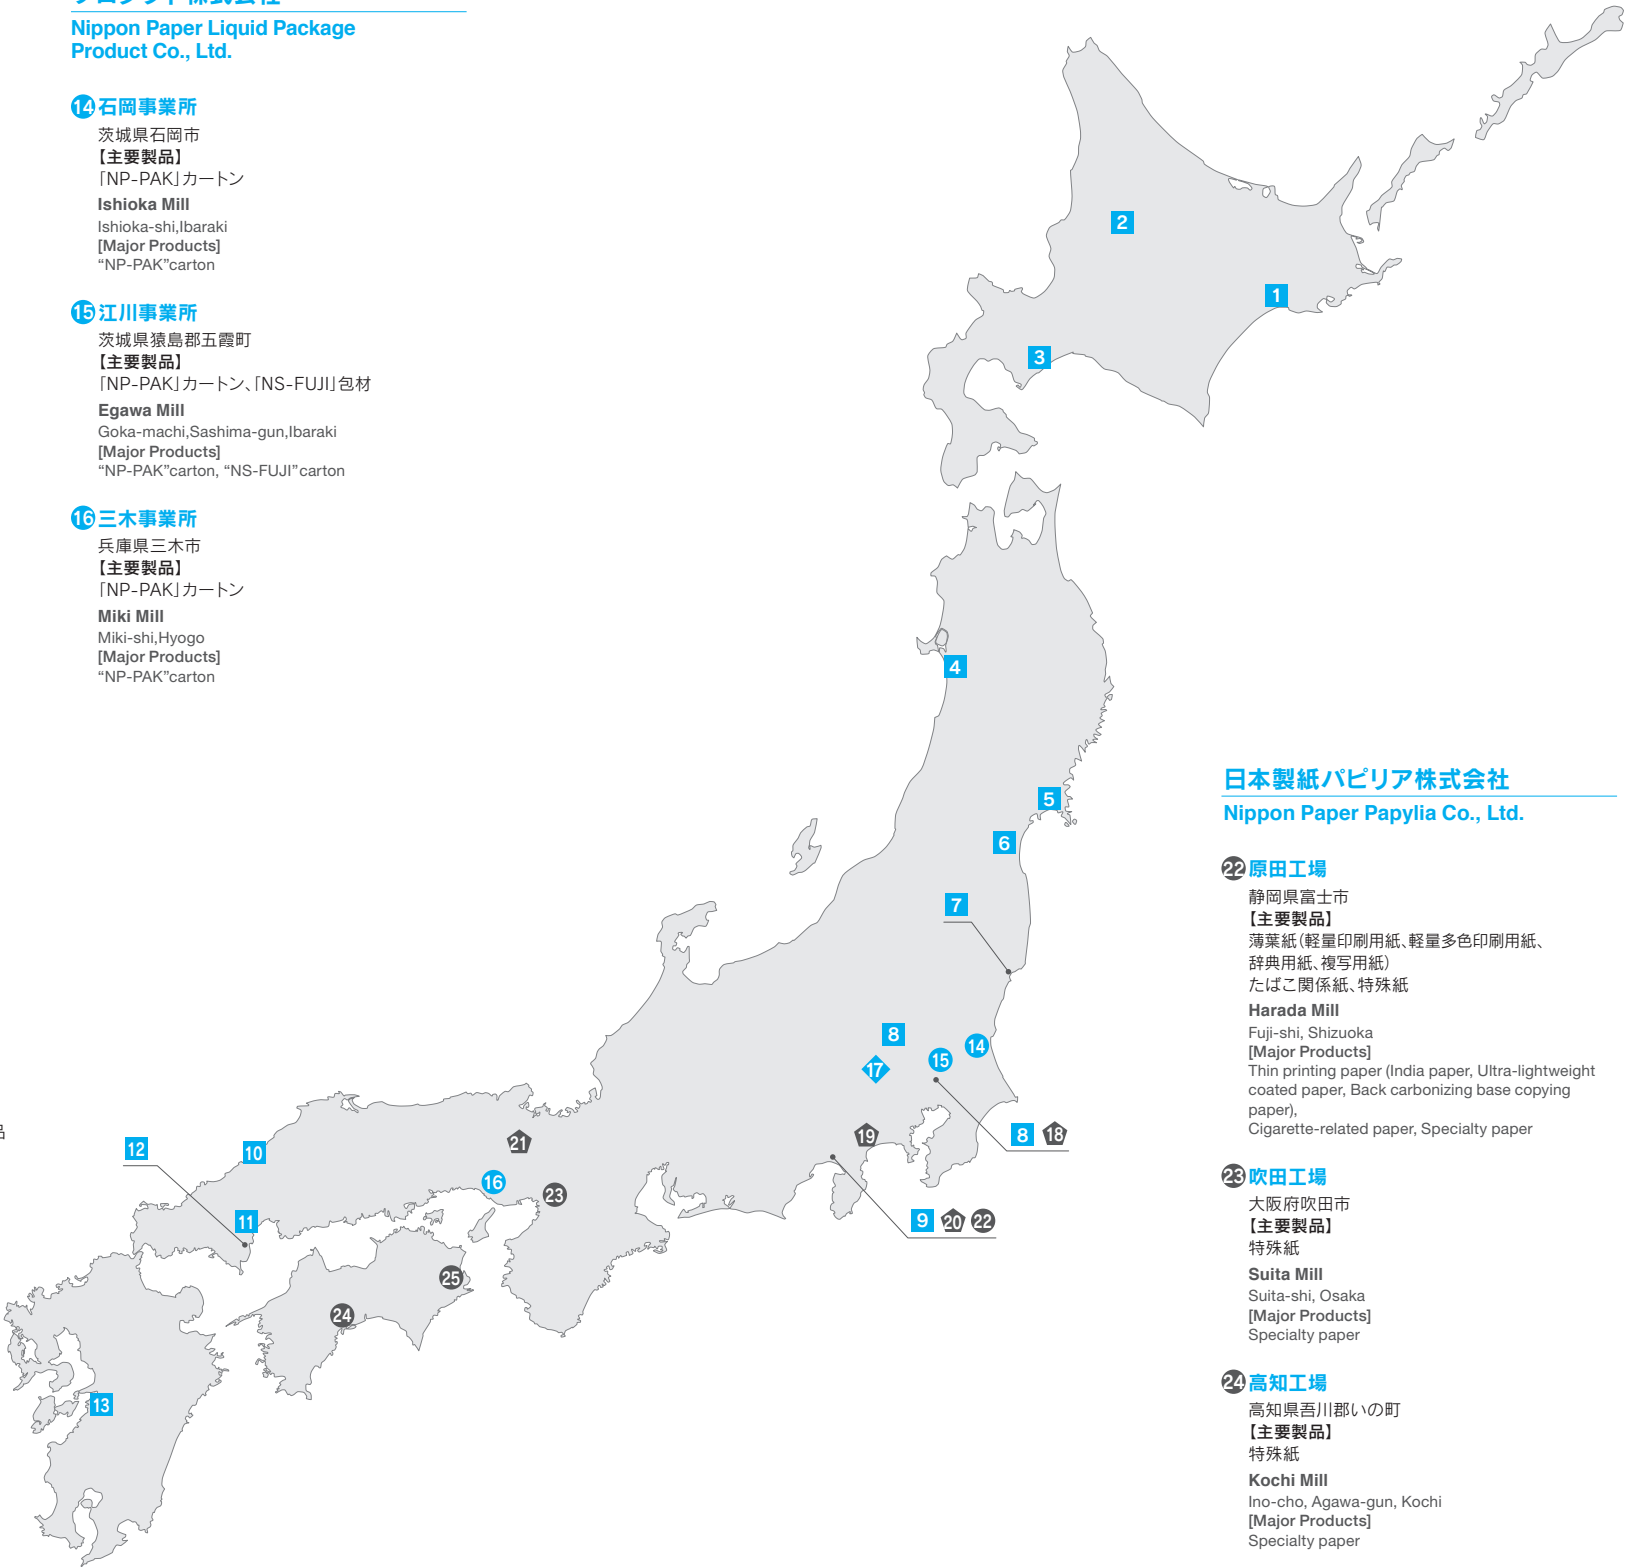 プロダクト株式会社
Nippon Paper Liquid Package
Product Co., Ltd.
14 石岡事業所
茨城県石岡市
【主要製品】
「NP-PAK」カートン
Ishioka Mill
Ishioka-shi,Ibaraki
[Major Products]
“NP-PAK”carton
15 江川事業所
茨城県猿島郡五霞町
【主要製品】
「NP-PAK」カートン、「NS-FUJI」包材
Egawa Mill
Goka-machi,Sashima-gun,Ibaraki
[Major Products]
“NP-PAK”carton, “NS-FUJI”carton
16 三木事業所
兵庫県三木市
【主要製品】
「NP-PAK」カートン
Miki Mill
Miki-shi,Hyogo
[Major Products]
“NP-PAK”carton
2
1
3
4
5
6
7
8
14
15
17
19
8 18
21
12
10
16
23
11
9 20 22
25
24
13
品
日本製紙パピリア株式会社
Nippon Paper Papylia Co., Ltd.
22 原田工場
静岡県富士市
【主要製品】
薄葉紙(軽量印刷用紙、軽量多色印刷用紙、
辞典用紙、複写用紙)
たばこ関係紙、特殊紙
Harada Mill
Fuji-shi, Shizuoka
[Major Products]
Thin printing paper (India paper, Ultra-lightweight
coated paper, Back carbonizing base copying
paper),
Cigarette-related paper, Specialty paper
23 吹田工場
大阪府吹田市
【主要製品】
特殊紙
Suita Mill
Suita-shi, Osaka
[Major Products]
Specialty paper
24 高知工場
高知県吾川郡いの町
【主要製品】
特殊紙
Kochi Mill
Ino-cho, Agawa-gun, Kochi
[Major Products]
Specialty paper